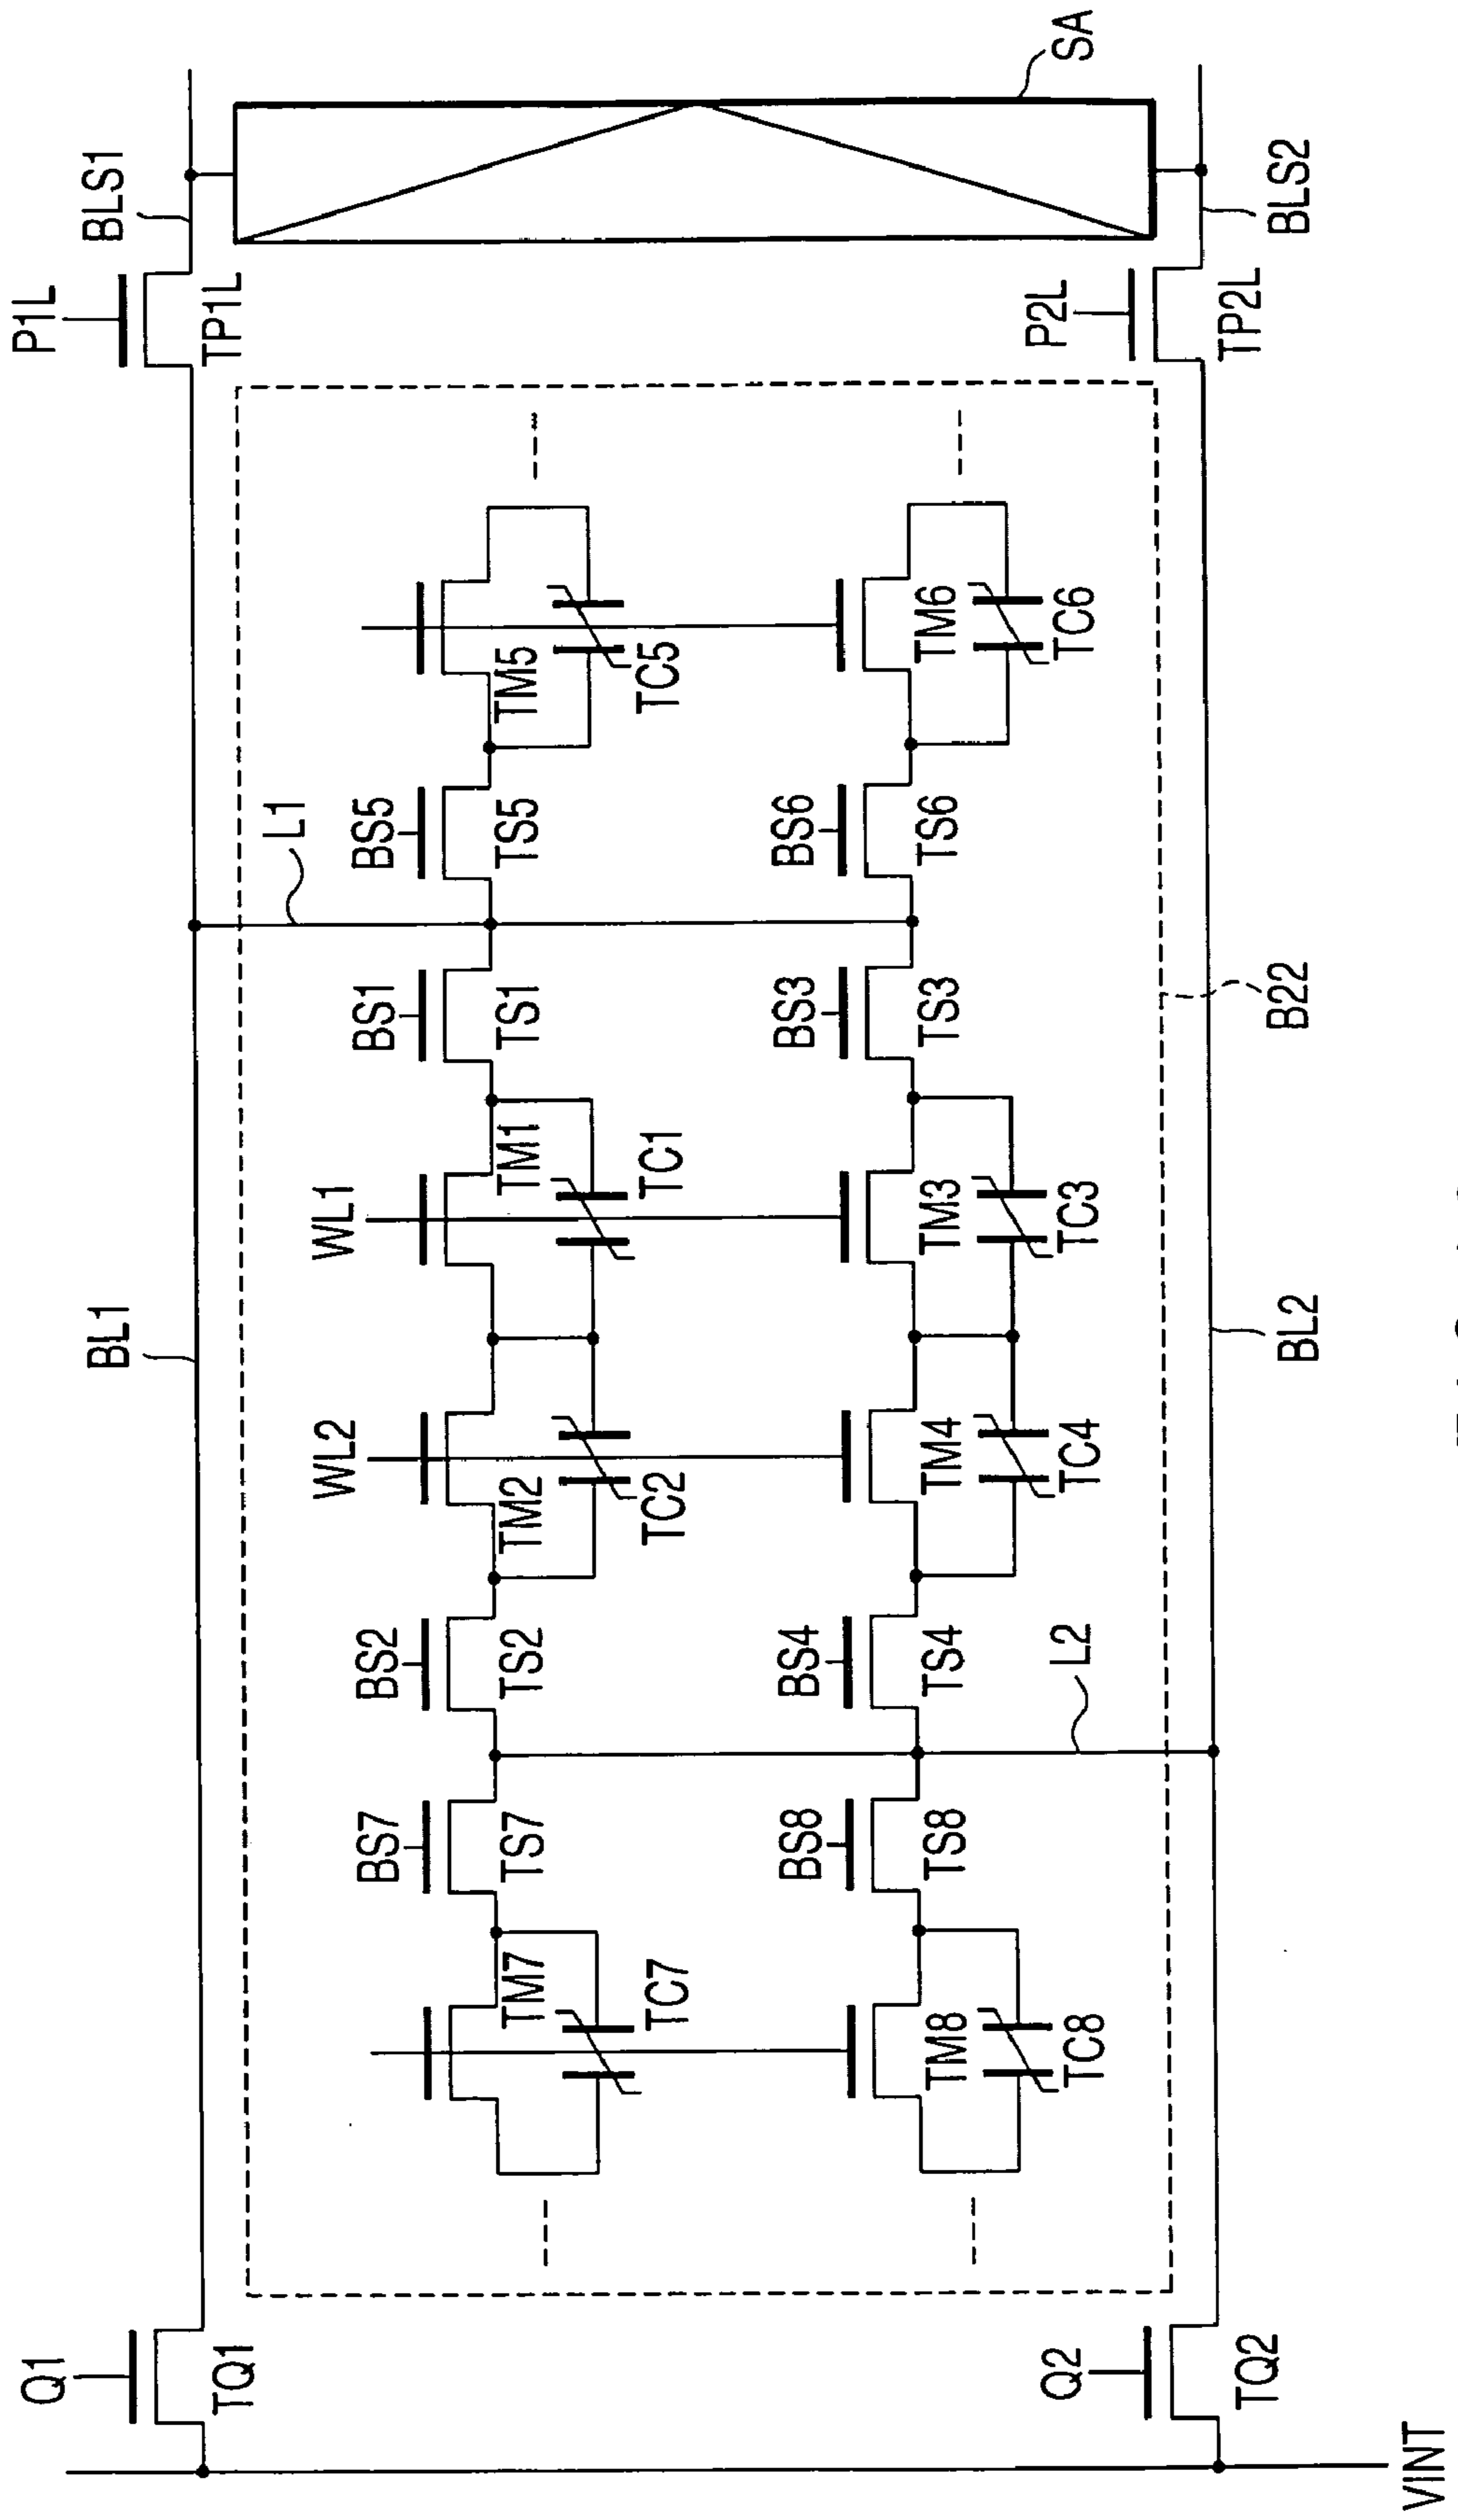 P1L
BLS1
TP1L
SA
BL1
Q1
TQ1
L1
BS7
BS2
WL2
WL1
BS1
BS5
TM7
TS7
TS2
TM2
TM1
TS1
TS5
TM5
TC7
TC2
TC1
TC5
BS8
BS4
BS3
BS6
TM8
TS8
TS4
TM4
TM3
TS3
TS6
TM6
TC8
L2
TC4
TC3
TC6
Q2
P2L
TQ2
TP2L
B22
BL2
BLS2
VINT